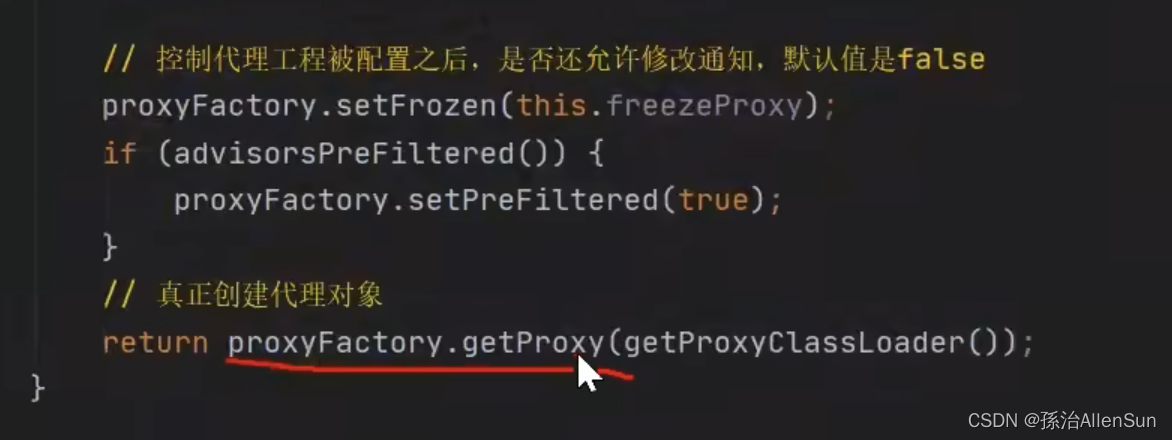 // 控制代理工程被配置之后，是否还允许修改通知，默认值是false
proxyFactory.setFrozen(this.freezeProxy);
if (advisorsPreFiltered()) {
proxyFactory.setPreFiltered(true);
}
// 真正创建代理对象
return proxyFactory.getProxy(getProxyClassLoader());
}
CSDN @孫治AllenSun